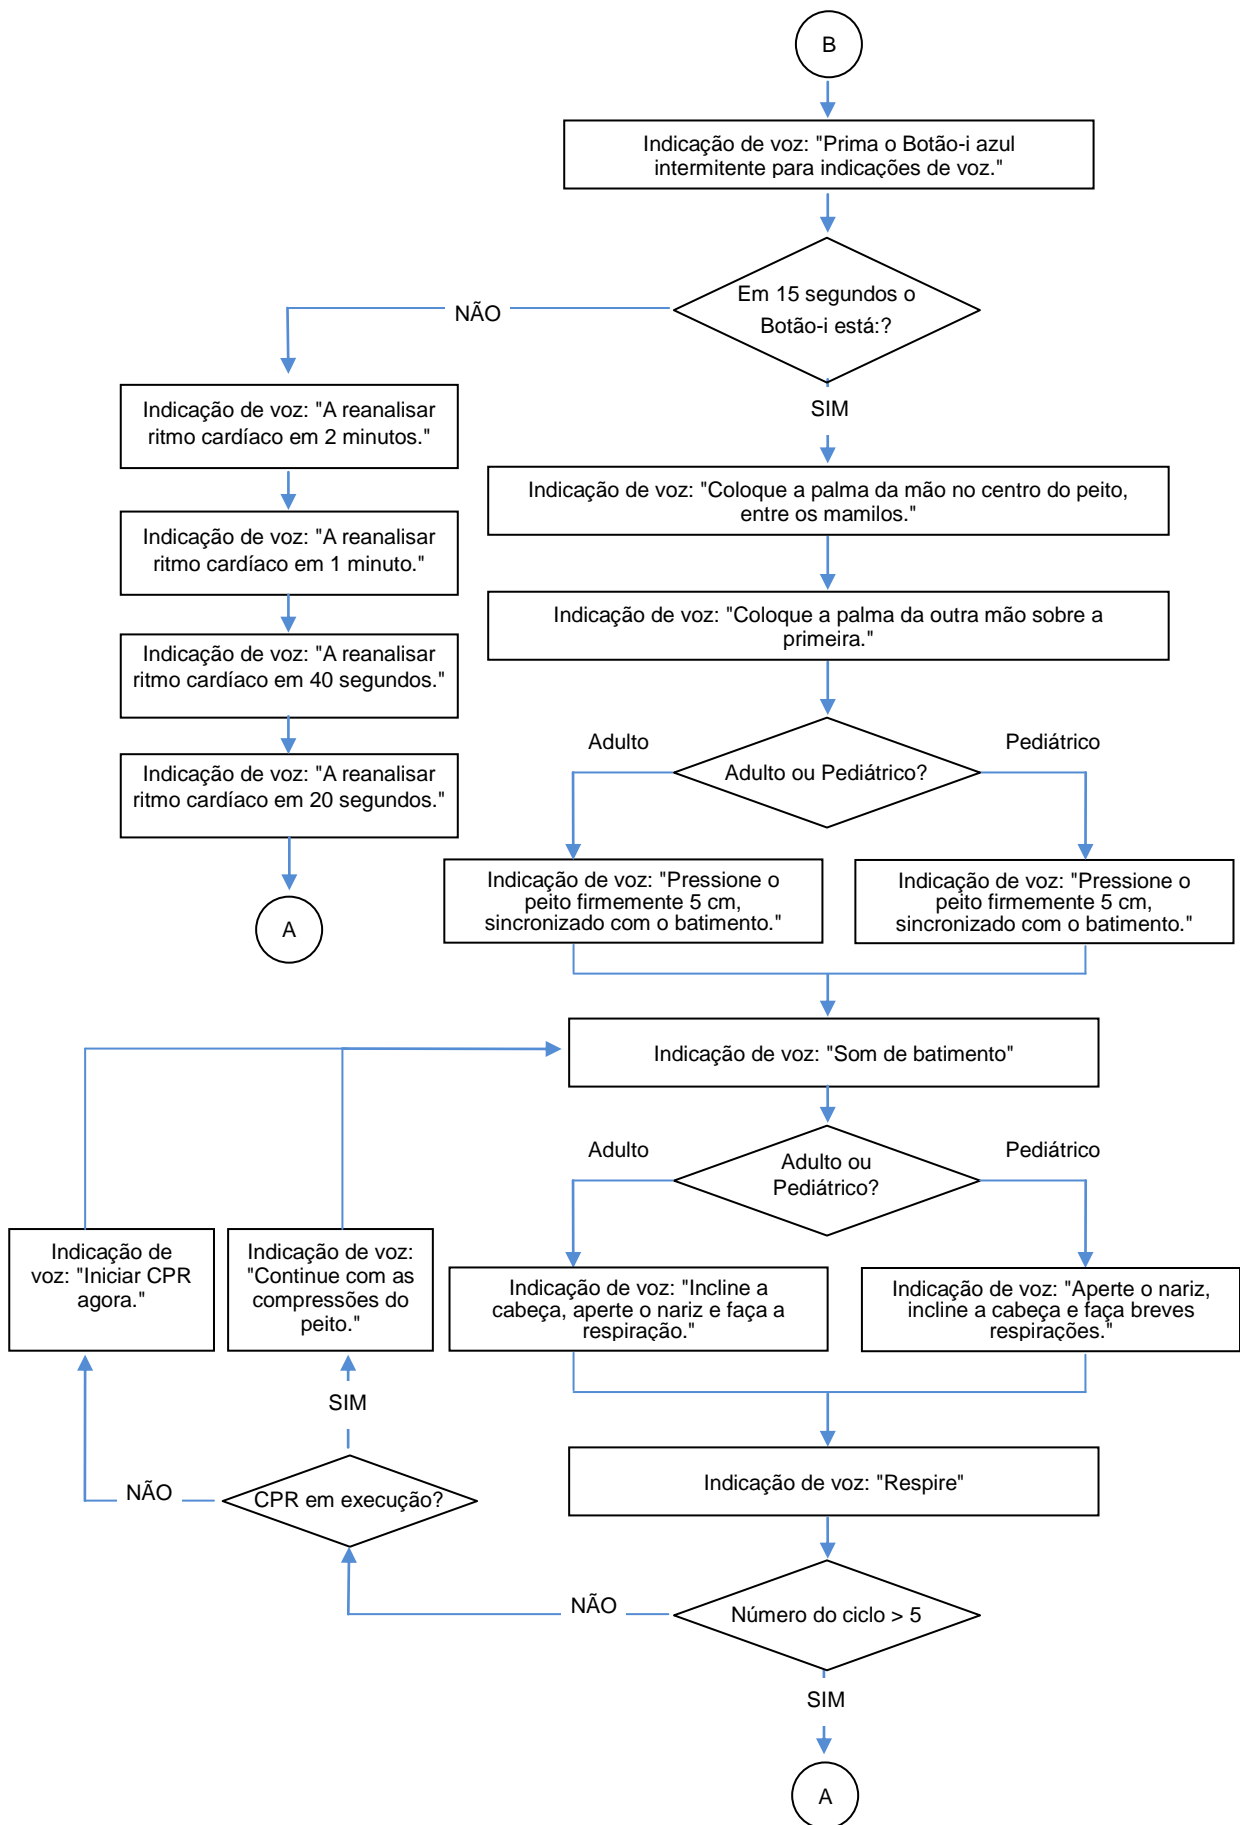 B
Indicação de voz: "Prima o Botão-i azul
intermitente para indicações de voz."
Em 15 segundos o
Botão-i está:?
NÃO
SIM
Indicação de voz: "A reanalisar
ritmo cardíaco em 2 minutos."
Indicação de voz: "A reanalisar
ritmo cardíaco em 1 minuto."
Indicação de voz: "A reanalisar
ritmo cardíaco em 40 segundos."
Indicação de voz: "A reanalisar
ritmo cardíaco em 20 segundos."
A
Indicação de voz: "Coloque a palma da mão no centro do peito,
entre os mamilos."
Indicação de voz: "Coloque a palma da outra mão sobre a
primeira."
Adulto
Pediátrico
Adulto ou Pediátrico?
Indicação de voz: "Pressione o
peito firmemente 5 cm,
sincronizado com o batimento."
Indicação de voz: "Pressione o
peito firmemente 5 cm,
sincronizado com o batimento."
Indicação de voz: "Som de batimento"
Adulto
Pediátrico
Adulto ou
Pediátrico?
Indicação de
voz: "Iniciar CPR
agora."
Indicação de voz:
"Continue com as
compressões do
peito."
Indicação de voz: "Incline a
cabeça, aperte o nariz e faça a
respiração."
Indicação de voz: "Aperte o nariz,
incline a cabeça e faça breves
respirações."
SIM
NÃO
CPR em execução?
Indicação de voz: "Respire"
NÃO
Número do ciclo > 5
SIM
A